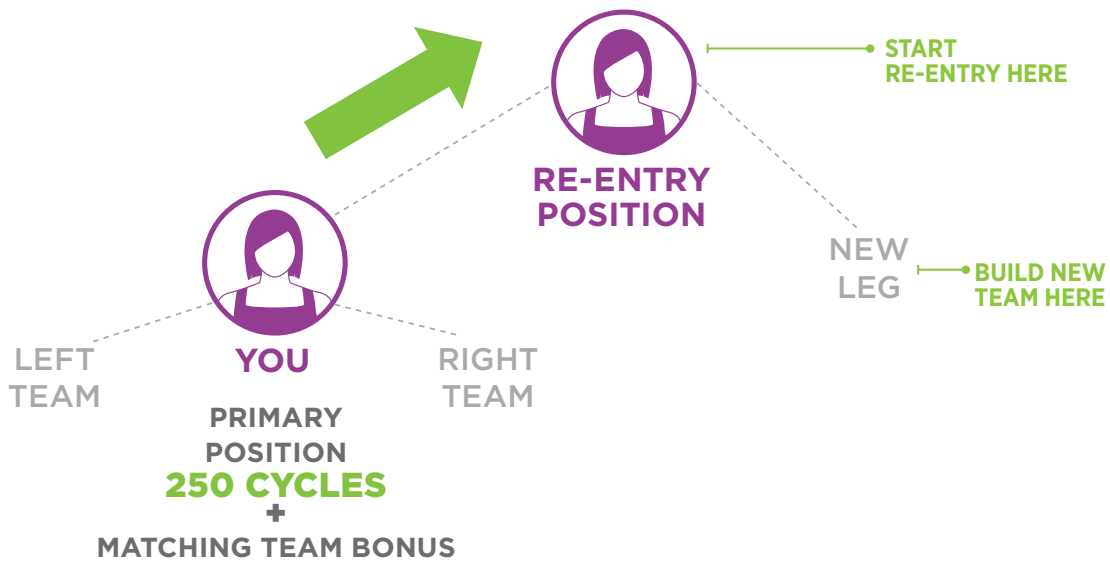 START
RE-ENTRY HERE
RE-ENTRY
POSITION
NEW
LEG
BUILD NEW
TEAM HERE
LEFT
TEAM
YOU
RIGHT
TEAM
PRIMARY
POSITION
250 CYCLES
+
MATCHING TEAM BONUS